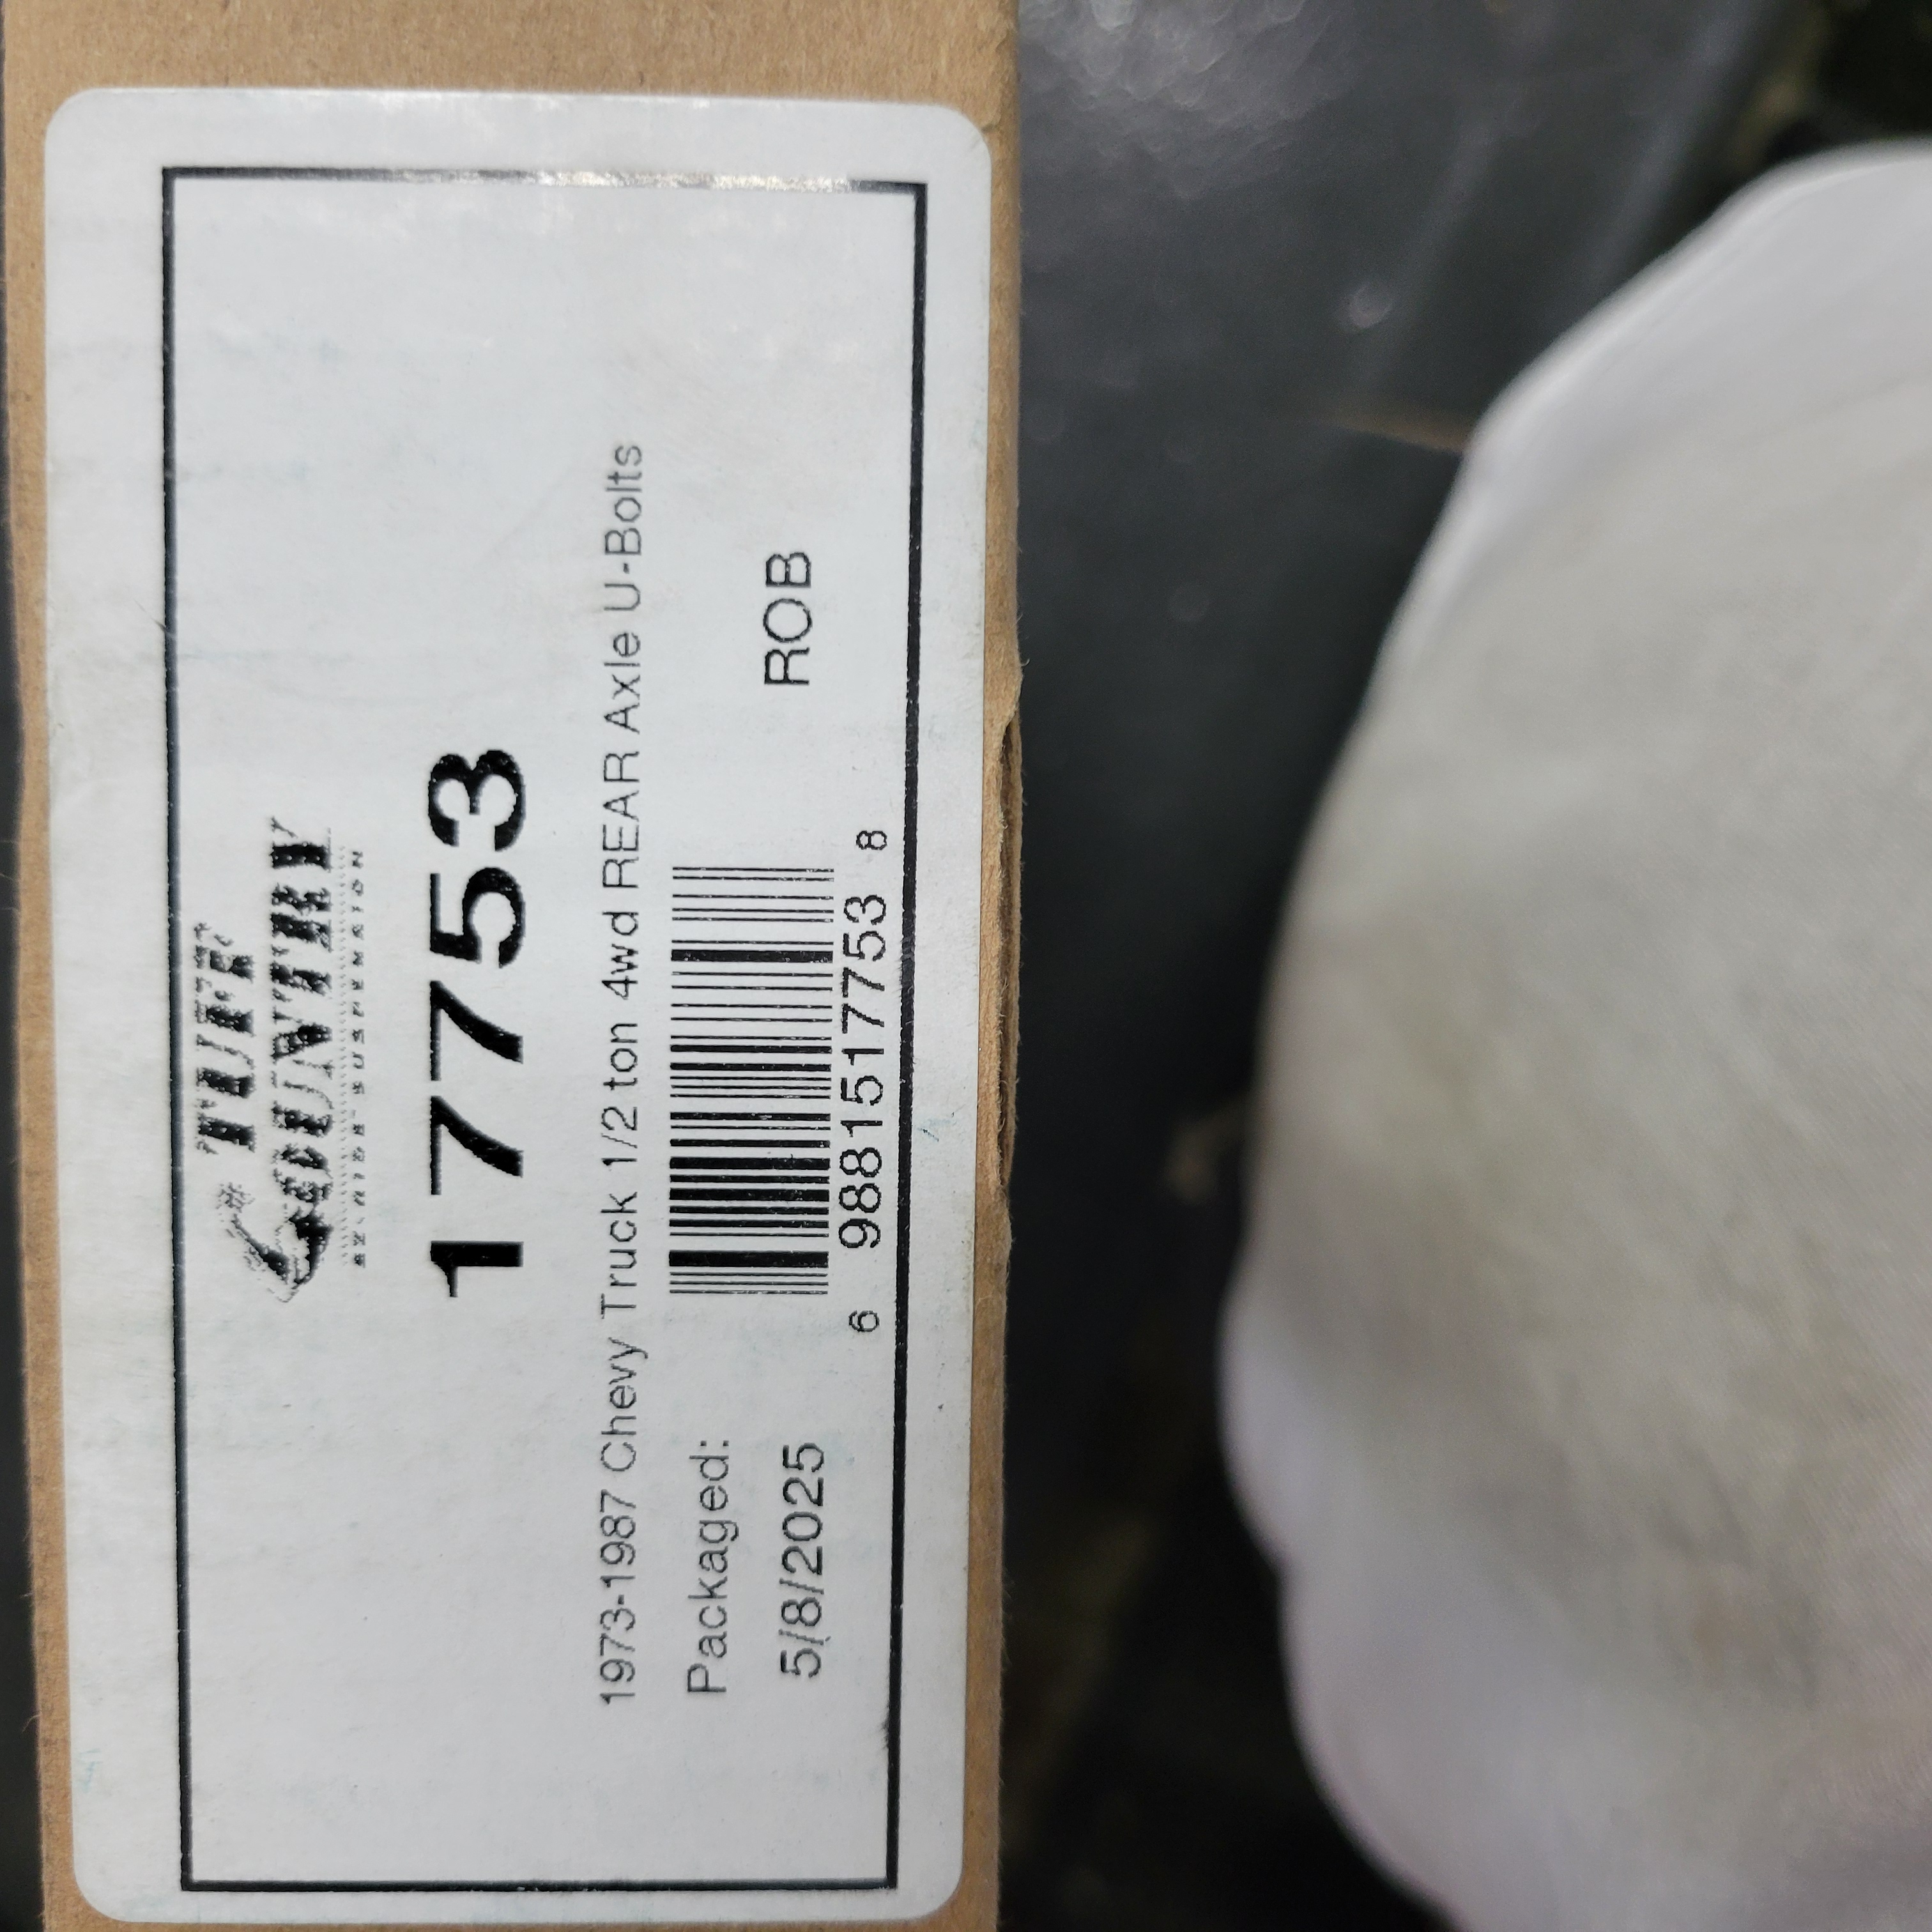 TUFF
COUNTRY
EZ-RIDE SUSPENSION
17753
1973-1987 Chevy Truck 1/2 ton 4wd REAR Axle U-Bolts
Packaged:
5/8/2025
6 98815 17753 8
ROB